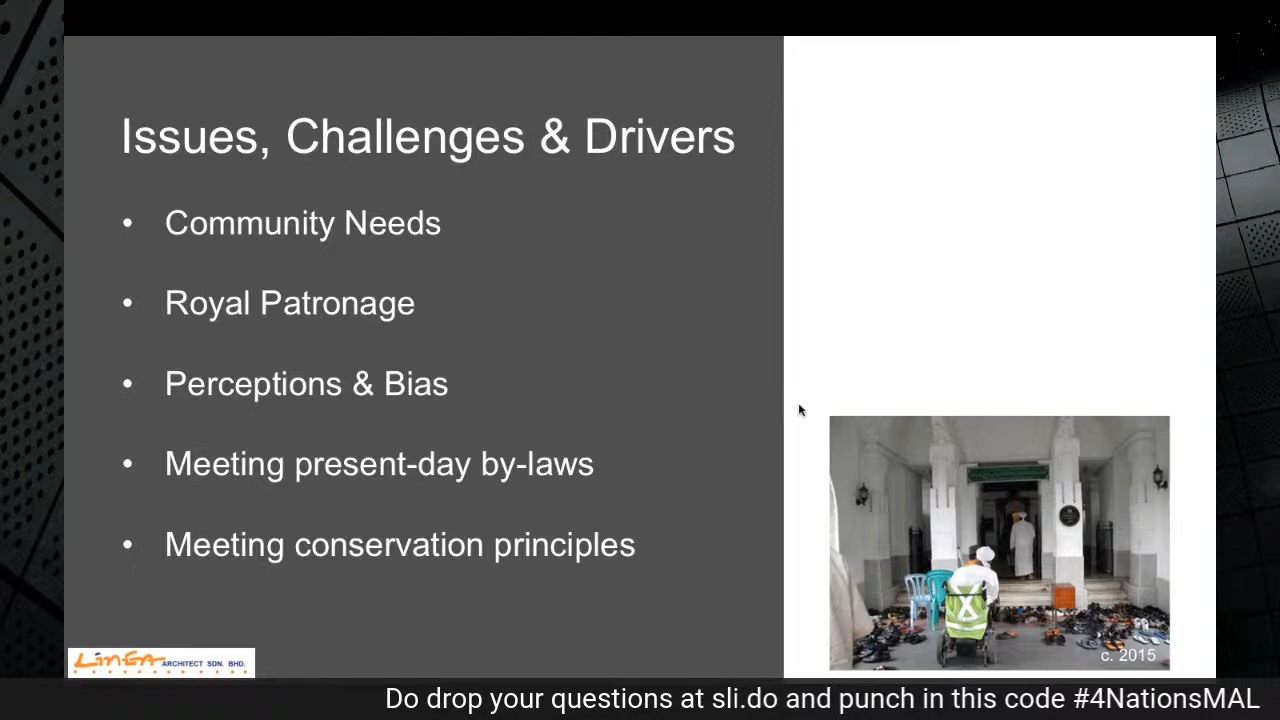 Issues, Challenges & Drivers
• Community Needs
• Royal Patronage
• Perceptions & Bias
• Meeting present-day by-laws
• Meeting conservation principles
c. 2015
LINEA ARCHITECT SDN. BHD.
Do drop your questions at sli.do and punch in this code #4NationsMAL